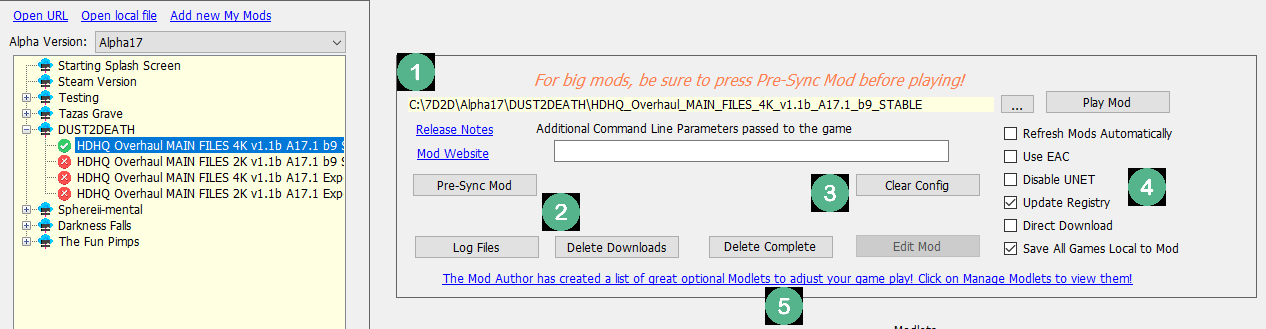 Open URL Open local file Add new My Mods
Alpha Version: Alpha17
Starting Splash Screen
Steam Version
Testing
Tazas Grave
DUST2DEATH
HDHQ Overhaul MAIN FILES 4K v1.1b A17.1 b9 S
HDHQ Overhaul MAIN FILES 2K v1.1b A17.1 b9 S
HDHQ Overhaul MAIN FILES 4K v1.1b A17.1 Exp
HDHQ Overhaul MAIN FILES 2K v1.1b A17.1 Exp
Sphereii-mental
Darkness Falls
The Fun Pimps
1
For big mods, be sure to press Pre-Sync Mod before playing!
C:\7D2D\Alpha17\DUST2DEATH\HDHQ_Overhaul_MAIN_FILES_4K_v1.1b_A17.1_b9_STABLE
...
Play Mod
Release Notes Additional Command Line Parameters passed to the game
Mod Website
Pre-Sync Mod
2
3
Clear Config
Refresh Mods Automatically
Use EAC
Disable UNET
4
Update Registry
Direct Download
Save All Games Local to Mod
Log Files Delete Downloads Delete Complete Edit Mod
The Mod Author has created a list of great optional Modlets to adjust your game play! Click on Manage Modlets to view them!
5